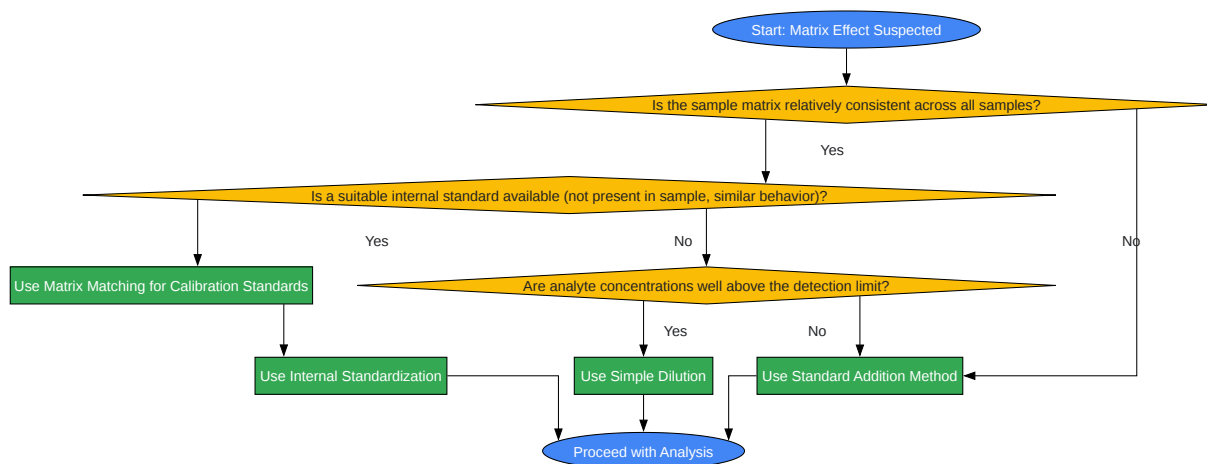 Start: Matrix Effect Suspected
Is the sample matrix relatively consistent across all samples?
Yes
Is a suitable internal standard available (not present in sample, similar behavior)?
Yes
No
No
Use Matrix Matching for Calibration Standards
Are analyte concentrations well above the detection limit?
Yes
No
Use Internal Standardization
Use Simple Dilution
Use Standard Addition Method
Proceed with Analysis